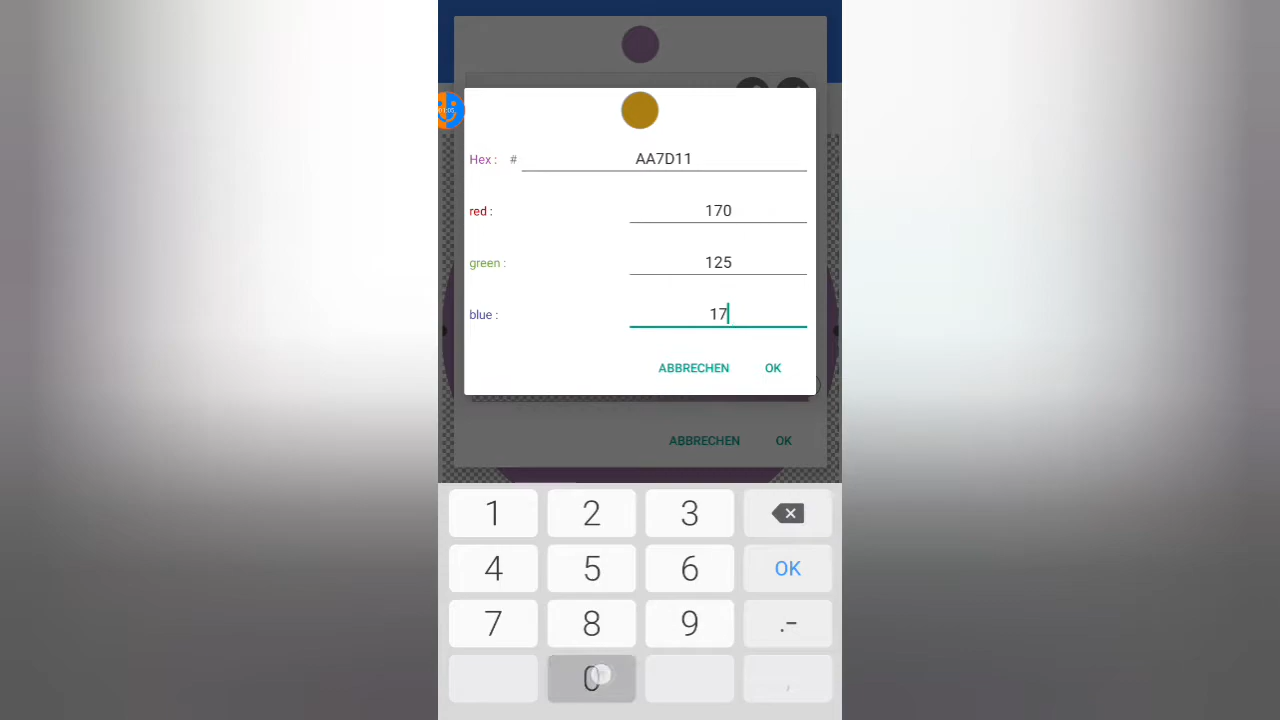 Hex : # AA7D11
red : 170
green : 125
blue : 17
ABBRECHEN OK
ABBRECHEN OK
1 2 3
4 5 6 OK
7 8 9 .-
0 ,